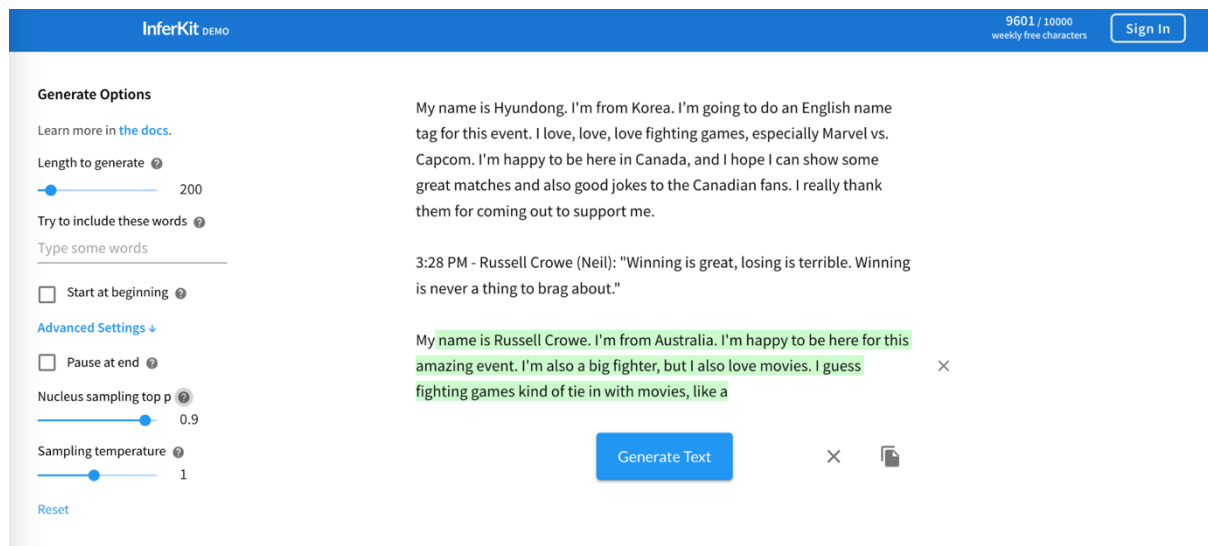 InferKit DEMO
9601 / 10000
weekly free characters
Sign In
Generate Options
Learn more in the docs.
Length to generate
200
Try to include these words
Type some words
Start at beginning
Advanced Settings ↓
Pause at end
Nucleus sampling top p
0.9
Sampling temperature
1
Reset
My name is Hyundong. I'm from Korea. I'm going to do an English name
tag for this event. I love, love, love fighting games, especially Marvel vs.
Capcom. I'm happy to be here in Canada, and I hope I can show some
great matches and also good jokes to the Canadian fans. I really thank
them for coming out to support me.
3:28 PM - Russell Crowe (Neil): "Winning is great, losing is terrible. Winning
is never a thing to brag about."
My name is Russell Crowe. I'm from Australia. I'm happy to be here for this
amazing event. I'm also a big fighter, but I also love movies. I guess
fighting games kind of tie in with movies, like a
Generate Text